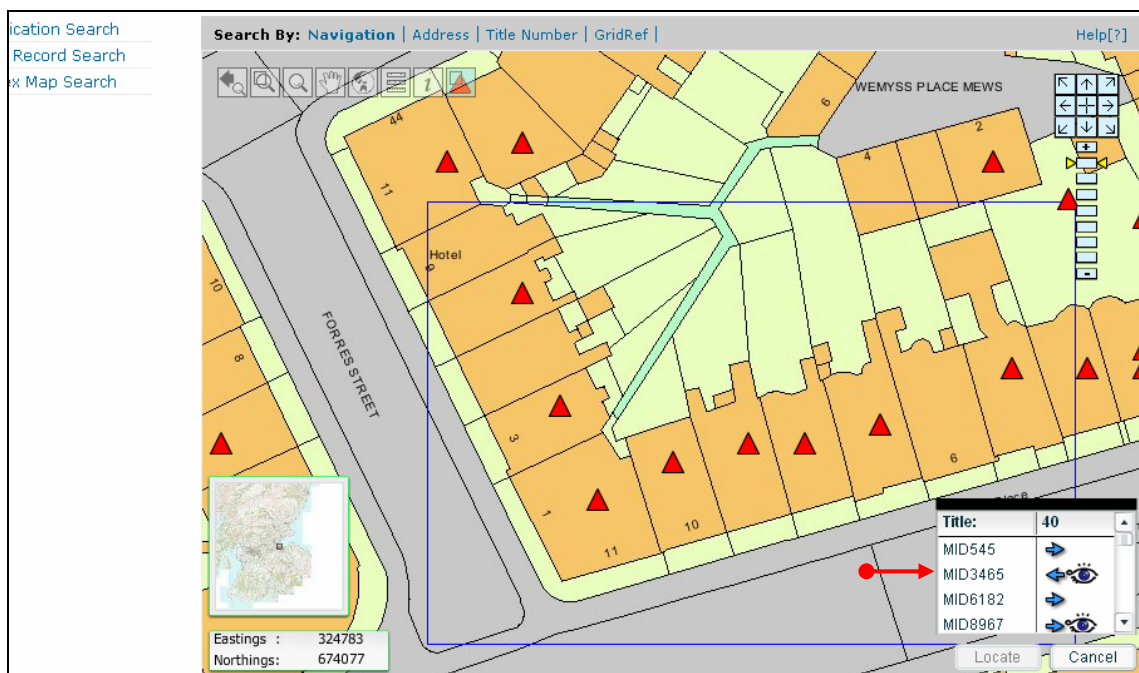 ication Search
Record Search
x Map Search
Search By: Navigation | Address | Title Number | GridRef |
Help[?]
i
WEMYSS PLACE MEWS
6
44
2
4
11
+
Hotel
9
-
10
8
FORRES STREET
3
1
6
10
11
Title: 40
MID545
MID3465
MID6182
MID8967
Eastings : 324783
Northings: 674077
Locate Cancel